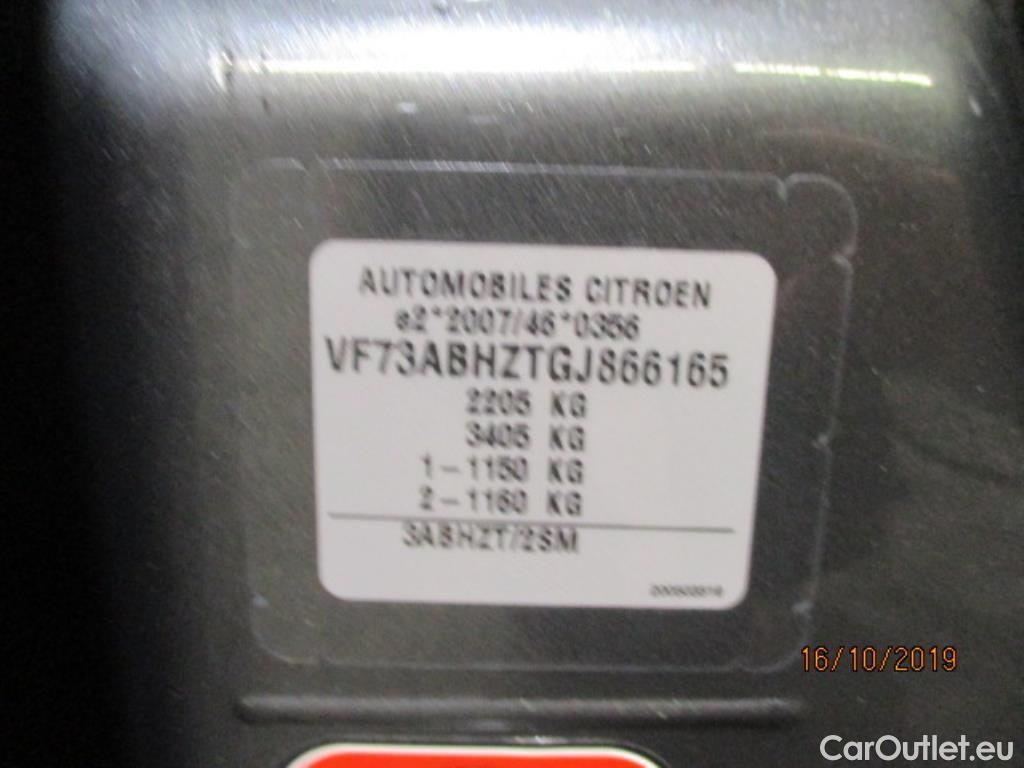 AUTOMOBILES CITROEN
e2*2007/46*0356
VF73ABHZTGJ866165
2205 KG
3405 KG
1-1150 KG
2-1160 KG
3ABHZT/2SM
16/10/2019
CarOutlet.eu